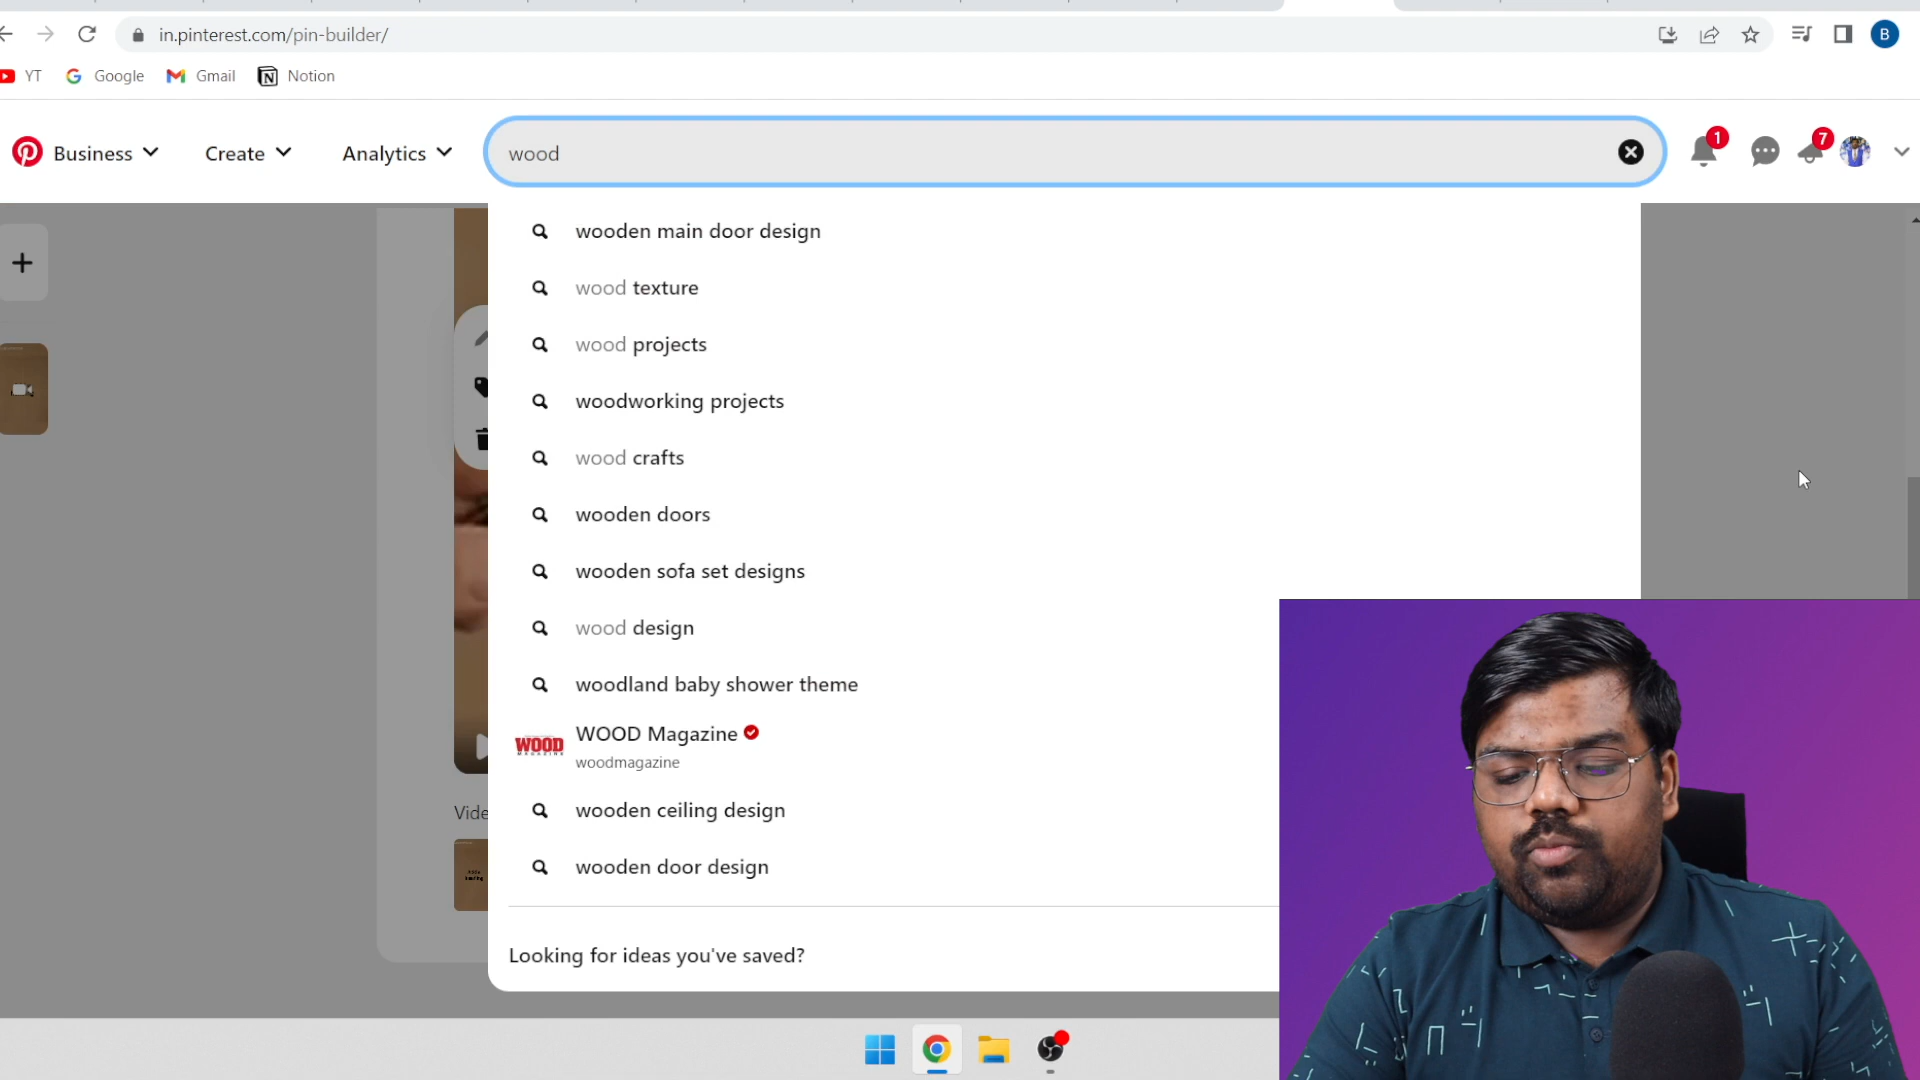 in.pinterest.com/pin-builder/
B
YT
Google
Gmail
Notion
Business
Create
Analytics
wood
1
7
wooden main door design
wood texture
wood projects
woodworking projects
wood crafts
wooden doors
wooden sofa set designs
wood design
woodland baby shower theme
WOOD
MAGAZINE
WOOD Magazine
woodmagazine
Vide
wooden ceiling design
wooden door design
Looking for ideas you've saved?